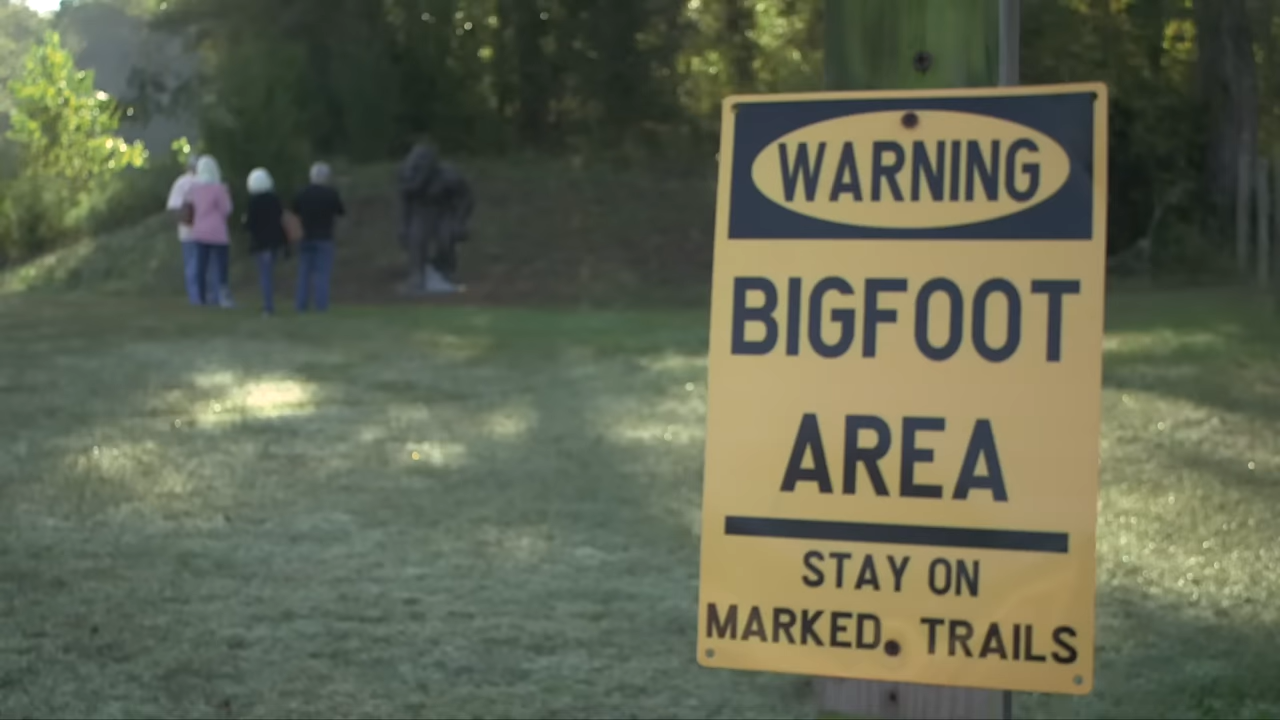 WARNING
BIGFOOT
AREA
STAY ON
MARKED TRAILS